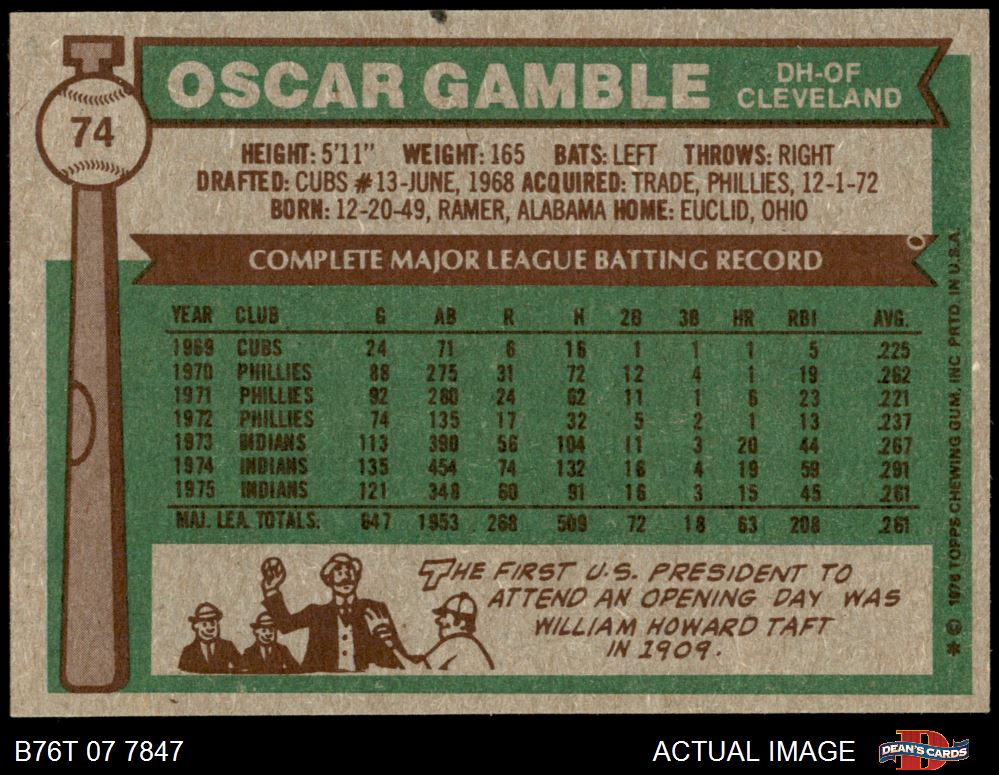 OSCAR GAMBLE
DH-OF
CLEVELAND
74
HEIGHT: 5'11" WEIGHT: 165 BATS: LEFT THROWS: RIGHT
DRAFTED: CUBS #13-JUNE, 1968 ACQUIRED: TRADE, PHILLIES, 12-1-72
BORN: 12-20-49, RAMER, ALABAMA HOME: EUCLID, OHIO
COMPLETE MAJOR LEAGUE BATTING RECORD
YEAR CLUB G AB R H 2B 3B HR RBI AVG.
1969 CUBS 24 71 6 16 1 1 1 5 .225
1970 PHILLIES 88 275 31 72 12 4 1 19 .262
1971 PHILLIES 92 280 24 62 11 1 6 23 .221
1972 PHILLIES 74 135 17 32 5 2 1 13 .237
1973 INDIANS 113 390 56 104 11 3 20 44 .267
1974 INDIANS 135 454 74 132 16 4 19 59 .291
1975 INDIANS 121 348 60 91 16 3 15 45 .261
MAJ. LEA. TOTALS: 647 1953 268 509 72 18 63 208 .261
THE FIRST U.S. PRESIDENT TO
ATTEND AN OPENING DAY WAS
WILLIAM HOWARD TAFT
IN 1909.
* © 1976 TOPPS CHEWING GUM, INC PRTD. IN U.S.A.
B76T 07 7847
ACTUAL IMAGE
DEAN'S CARDS